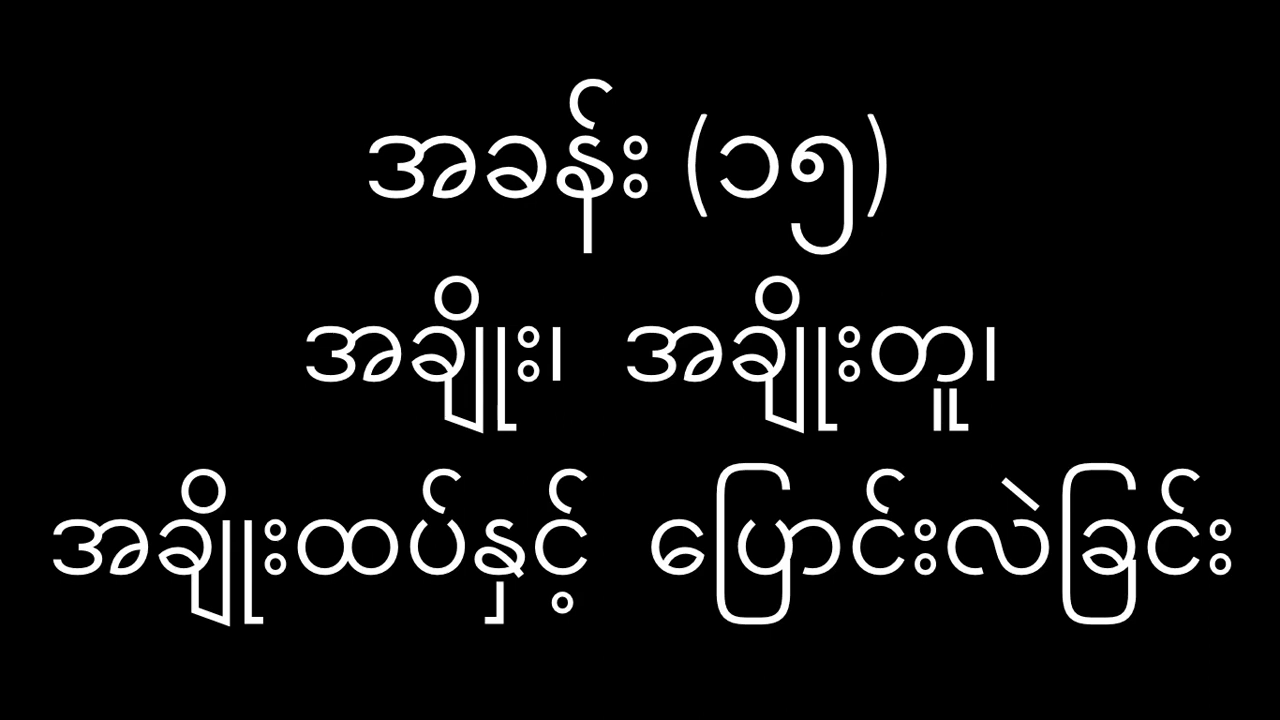 အခန်း (၁၅)
အချိုး၊ အချိုးတူ၊
အချိုးထပ်နှင့် ပြောင်းလဲခြင်း